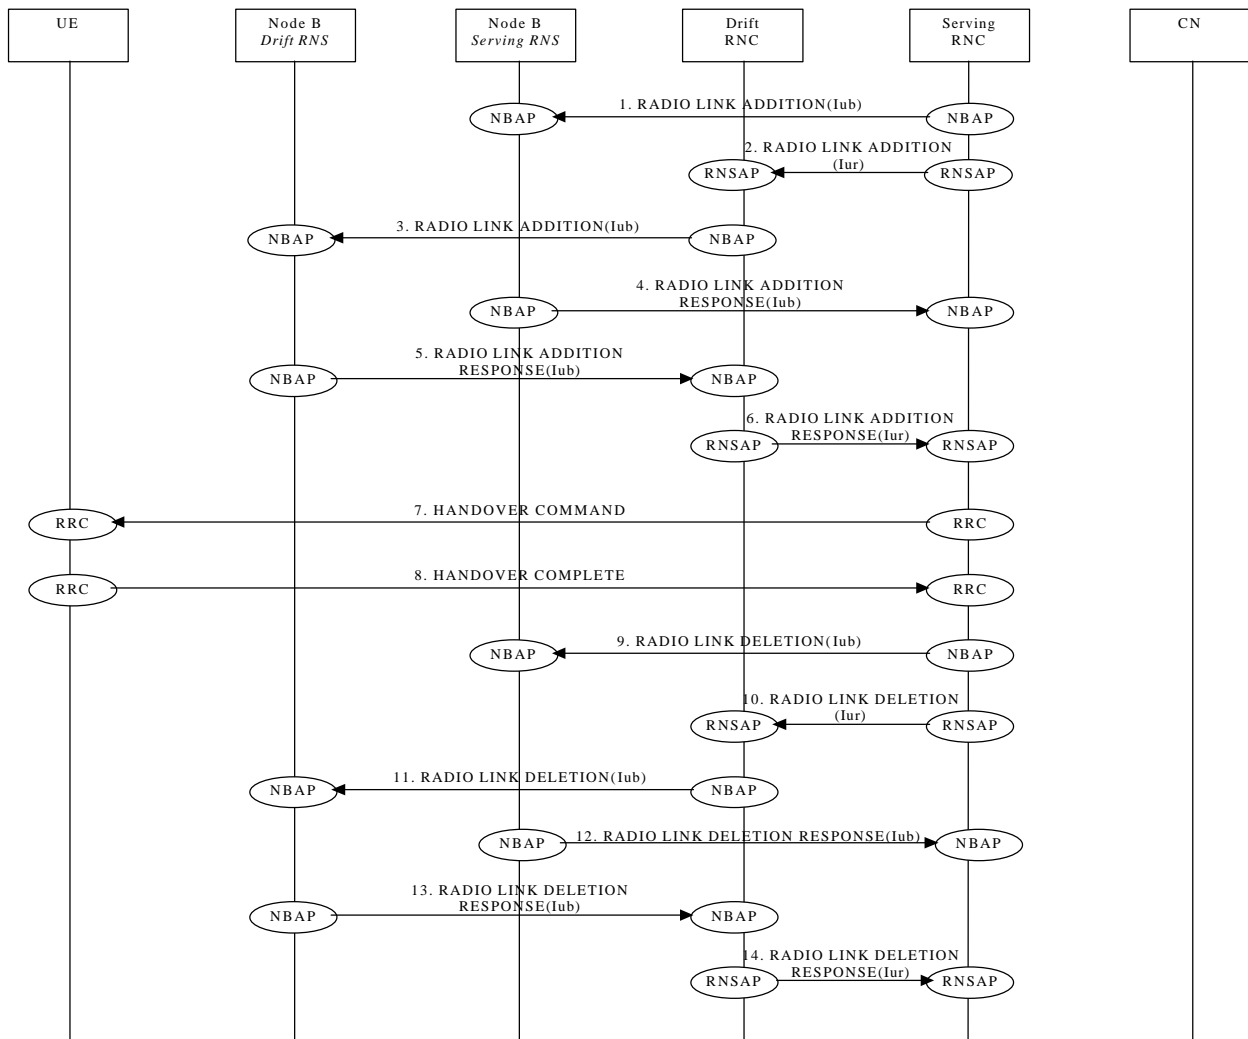 UE
Node B
Drift RNS
Node B
Serving RNS
Drift
RNC
Serving
RNC
CN
1. RADIO LINK ADDITION(Iub)
NBAP
NBAP
2. RADIO LINK ADDITION
(Iur)
RNSAP
RNSAP
3. RADIO LINK ADDITION(Iub)
NBAP
NBAP
4. RADIO LINK ADDITION
RESPONSE(Iub)
NBAP
NBAP
5. RADIO LINK ADDITION
RESPONSE(Iub)
NBAP
NBAP
6. RADIO LINK ADDITION
RESPONSE(Iur)
RNSAP
RNSAP
7. HANDOVER COMMAND
RRC
RRC
8. HANDOVER COMPLETE
RRC
RRC
9. RADIO LINK DELETION(Iub)
NBAP
NBAP
10. RADIO LINK DELETION
(Iur)
RNSAP
RNSAP
11. RADIO LINK DELETION(Iub)
NBAP
NBAP
12. RADIO LINK DELETION RESPONSE(Iub)
NBAP
NBAP
13. RADIO LINK DELETION
RESPONSE(Iub)
NBAP
NBAP
14. RADIO LINK DELETION
RESPONSE(Iur)
RNSAP
RNSAP